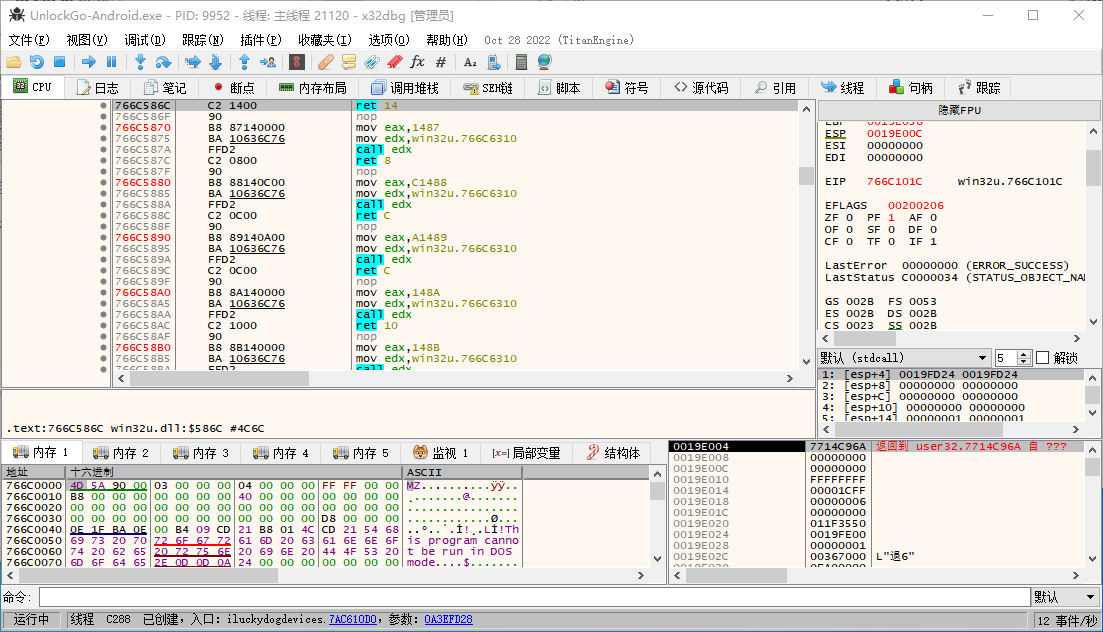 UnlockGo-Android.exe - PID: 9952 - 线程: 主线程 21120 - x32dbg [管理员]
文件(F) 视图(V) 调试(D) 跟踪(N) 插件(P) 收藏夹(I) 选项(O) 帮助(H) Oct 28 2022 (TitanEngine)
CPU 日志 笔记 断点 内存布局 调用堆栈 SEH链 脚本 符号 源代码 引用 线程 句柄 跟踪
766C586C C2 1400 ret 14
766C586F 90 nop
766C5870 B8 87140000 mov eax,1487
766C5875 BA 10636C76 mov edx,win32u.766C6310
766C587A FFD2 call edx
766C587C C2 0800 ret 8
766C587F 90 nop
766C5880 B8 88140C00 mov eax,C1488
766C5885 BA 10636C76 mov edx,win32u.766C6310
766C588A FFD2 call edx
766C588C C2 0C00 ret C
766C588F 90 nop
766C5890 B8 89140A00 mov eax,A1489
766C5895 BA 10636C76 mov edx,win32u.766C6310
766C589A FFD2 call edx
766C589C C2 0C00 ret C
766C589F 90 nop
766C58A0 B8 8A140000 mov eax,148A
766C58A5 BA 10636C76 mov edx,win32u.766C6310
766C58AA FFD2 call edx
766C58AC C2 1000 ret 10
766C58AF 90 nop
766C58B0 B8 8B140000 mov eax,148B
766C58B5 BA 10636C76 mov edx,win32u.766C6310
766C58BA FFD2 call edx
隐藏FPU
EBP 0019E038
ESP 0019E00C
ESI 00000000
EDI 00000000
EIP 766C101C win32u.766C101C
EFLAGS 00200206
ZF 0 PF 1 AF 0
OF 0 SF 0 DF 0
CF 0 TF 0 IF 1
LastError 00000000 (ERROR_SUCCESS)
LastStatus C0000034 (STATUS_OBJECT_NA
GS 002B FS 0053
ES 002B DS 002B
CS 0023 SS 002B
默认 (stdcall) 5 解锁
1: [esp+4] 0019FD24 0019FD24
2: [esp+8] 00000000 00000000
3: [esp+C] 00000000 00000000
4: [esp+10] 00000000 00000000
5: [esp+14] 00000001 00000001
.text:766C586C win32u.dll:$586C #4C6C
内存 1 内存 2 内存 3 内存 4 内存 5 监视 1 [x=] 局部变量 结构体
地址 十六进制 ASCII
766C0000 4D 5A 90 00 03 00 00 00 04 00 00 00 FF FF 00 00 MZ..........ÿÿ..
766C0010 B8 00 00 00 00 00 00 00 40 00 00 00 00 00 00 00 ¸.......@.......
766C0020 00 00 00 00 00 00 00 00 00 00 00 00 00 00 00 00 ................
766C0030 00 00 00 00 00 00 00 00 00 00 00 00 D8 00 00 00 ............Ø...
766C0040 0E 1F BA 0E 00 B4 09 CD 21 B8 01 4C CD 21 54 68 ..º..´.Í!¸.LÍ!Th
766C0050 69 73 20 70 72 6F 67 72 61 6D 20 63 61 6E 6E 6F is program canno
766C0060 74 20 62 65 20 72 75 6E 20 69 6E 20 44 4F 53 20 t be run in DOS
766C0070 6D 6F 64 65 2E 0D 0D 0A 24 00 00 00 00 00 00 00 mode....$.......
0019E004 7714C96A 返回到 user32.7714C96A 自 ???
0019E008 00000000
0019E00C 00000000
0019E010 FFFFFFFF
0019E014 00001CFF
0019E018 00000006
0019E01C 00000000
0019E020 011F3550
0019E024 0019FE00
0019E028 00000001
0019E02C 00367000 L"退6"
命令: 默认
运行中 线程 C288 已创建，入口: iluckydogdevices.7AC610D0，参数: 0A3EFD28 12 事件/秒